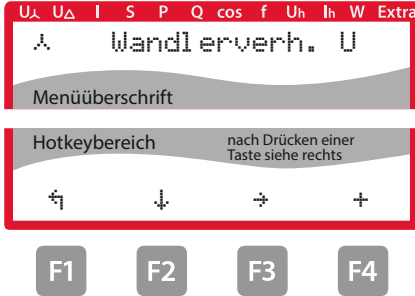 U⅄ U△ I S P Q cos f Uh Ih W Extra
⅄ Wandlerverh. U
Menüüberschrift
Hotkeybereich nach Drücken einer
Taste siehe rechts
↰ ↓ → +
F1 F2 F3 F4